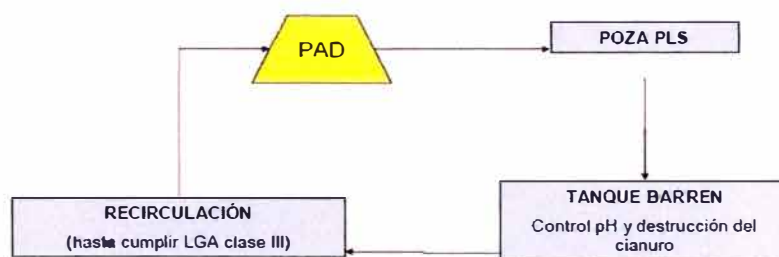 PAD
POZA PLS
TANQUE BARREN
Control pH y destrucción del
cianuro
RECIRCULACIÓN
(hasta cumplir LGA clase III)